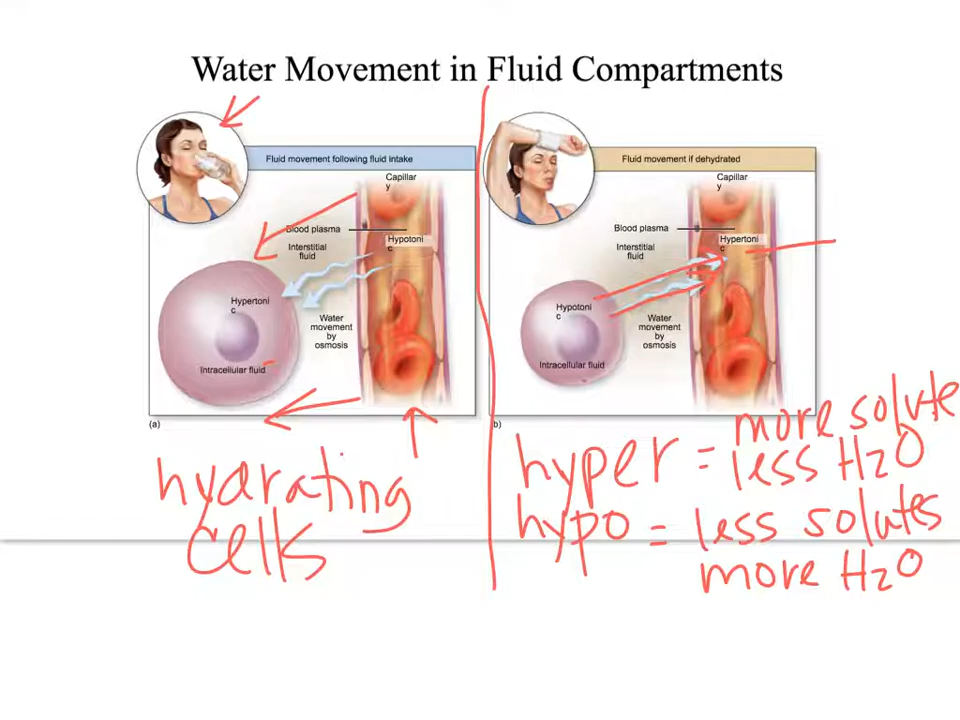 Water Movement in Fluid Compartments
Fluid movement following fluid intake
Capillar
y
Blood plasma
Hypotoni
c
Interstitial
fluid
Hypertoni
c
Water
movement
by
osmosis
Intracellular fluid
(a)
hydrating
cells
Fluid movement if dehydrated
Capillar
y
Blood plasma
Hypertoni
c
Interstitial
fluid
Hypotoni
c
Water
movement
by
osmosis
Intracellular fluid
b)
hyper = more solute
less H2O
hypo = less solutes
more H2O